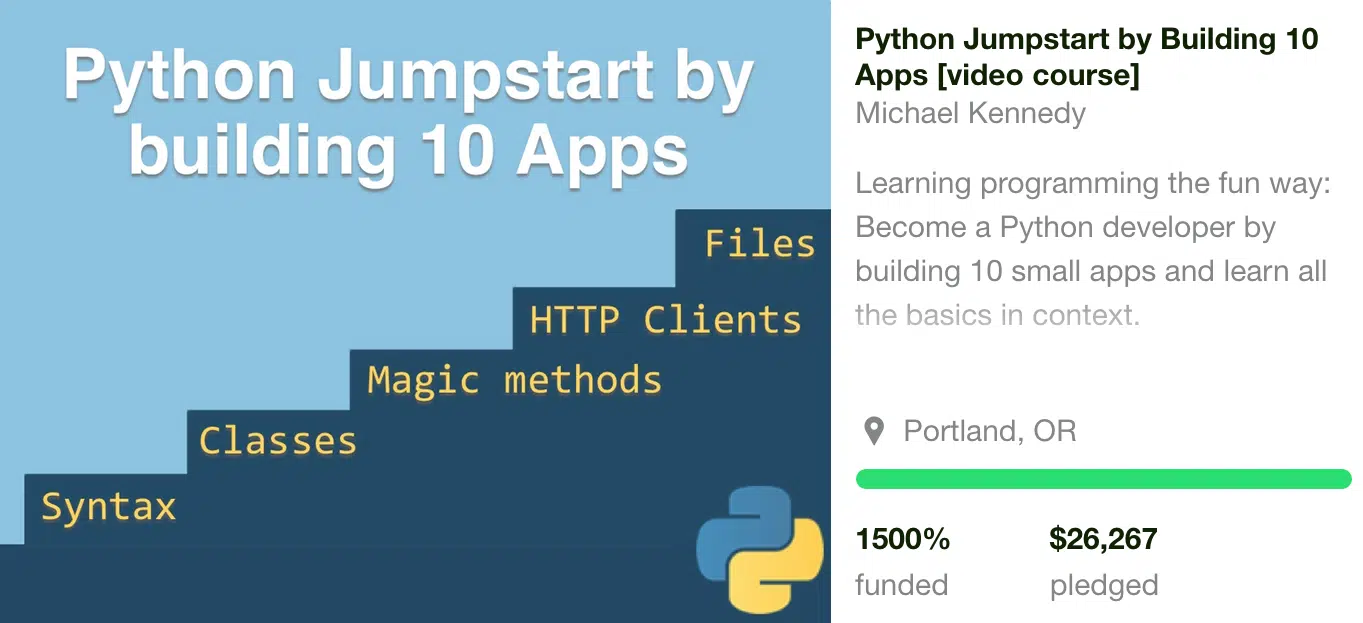 Python Jumpstart by
building 10 Apps
Files
HTTP Clients
Magic methods
Classes
Syntax
Python Jumpstart by Building 10
Apps [video course]
Michael Kennedy
Learning programming the fun way:
Become a Python developer by
building 10 small apps and learn all
the basics in context.
Portland, OR
1500% $26,267
funded pledged